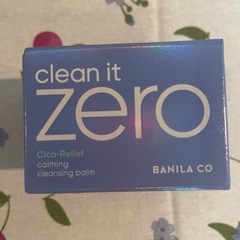 clean it
zero
Cica-Relief
calming
cleansing balm
BANILA CO